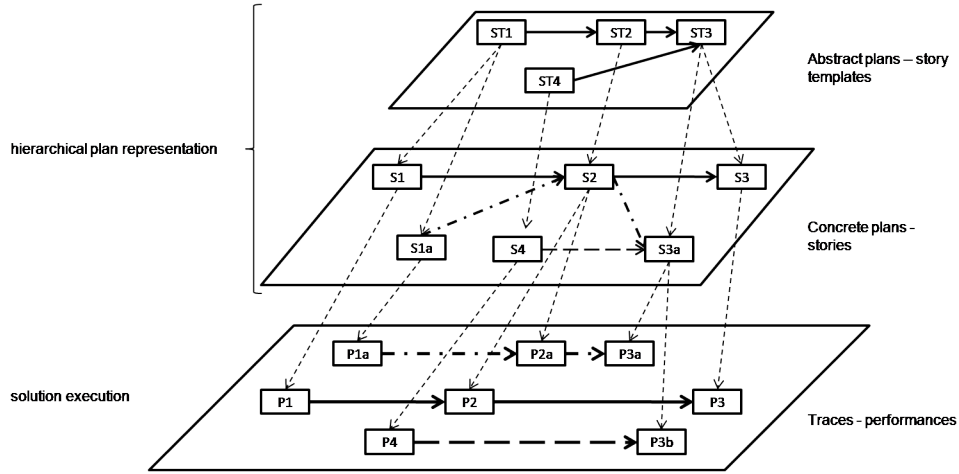 ST1 ST2 ST3
Abstract plans – story
templates
ST4
hierarchical plan representation
S1 S2 S3
Concrete plans -
stories
S1a S4 S3a
P1a P2a P3a
solution execution
P1 P2 P3
Traces - performances
P4 P3b